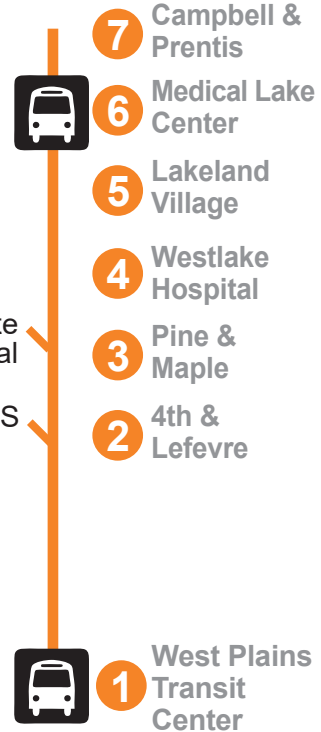 7
Campbell &
Prentis
6
Medical Lake
Center
5
Lakeland
Village
4
Westlake
Hospital
3
Pine &
Maple
2
4th &
Lefevre
1
West Plains
Transit
Center